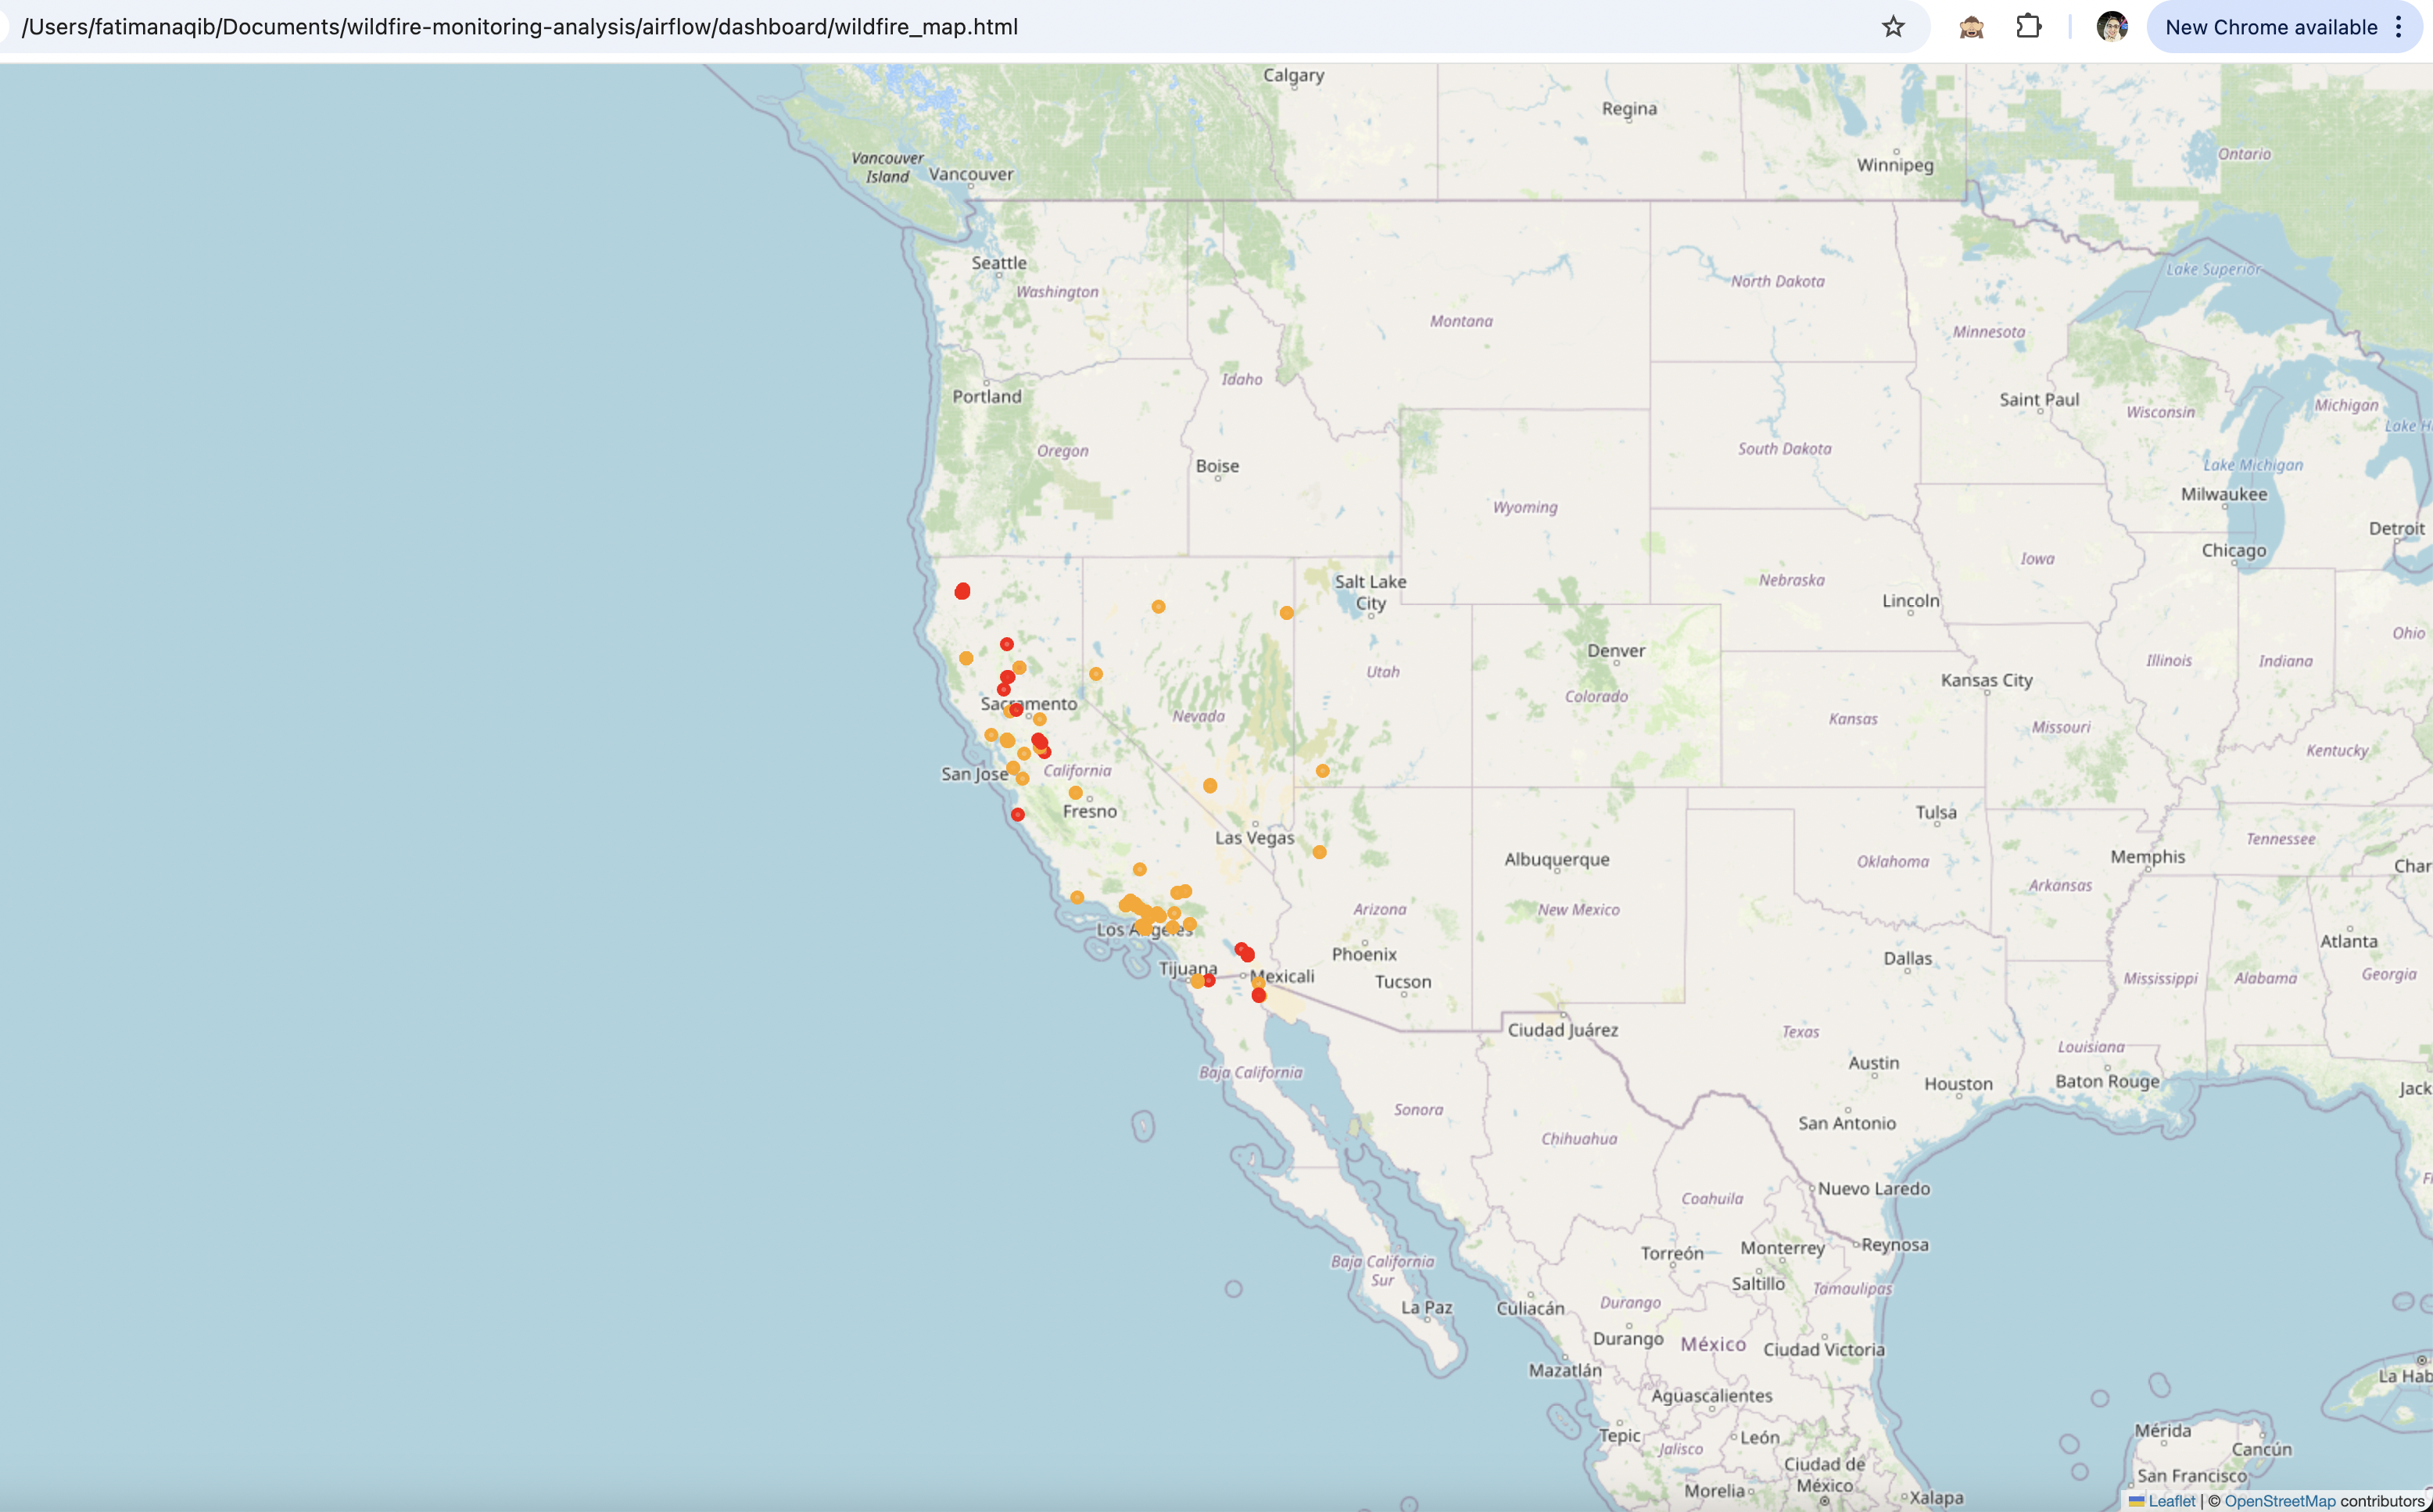 /Users/fatimanaqib/Documents/wildfire-monitoring-analysis/airflow/dashboard/wildfire_map.html
New Chrome available
Calgary
Regina
Winnipeg
Ontario
Vancouver
Island
Vancouver
Seattle
Washington
Montana
North Dakota
Minnesota
Lake Superior
Portland
Idaho
Saint Paul
Wisconsin
Michigan
Lake H
Oregon
Boise
South Dakota
Lake Michigan
Milwaukee
Wyoming
Detroit
Chicago
Iowa
Salt Lake
City
Nebraska
Lincoln
Ohio
Denver
Illinois
Indiana
Utah
Colorado
Kansas City
Sacramento
Nevada
Kansas
Missouri
Kentucky
San Jose
California
Fresno
Las Vegas
Tulsa
Tennessee
Albuquerque
Oklahoma
Memphis
Char
Arkansas
Arizona
New Mexico
Los Angeles
Phoenix
Dallas
Atlanta
Tijuana
Mexicali
Tucson
Mississippi
Alabama
Georgia
Ciudad Juárez
Texas
Louisiana
Baja California
Austin
Houston
Baton Rouge
Jack
Sonora
San Antonio
Chihuahua
Coahuila
Nuevo Laredo
Torreón
Monterrey
Reynosa
Baja California
Sur
Saltillo
Tamaulipas
La Paz
Culiacán
Durango
Durango
México
Ciudad Victoria
Mazatlán
La Hab
Aguascalientes
Tepic
Jalisco
León
Mérida
Cancún
Ciudad de
México
San Francisco
Morelia
Xalapa
Leaflet | © OpenStreetMap contributors